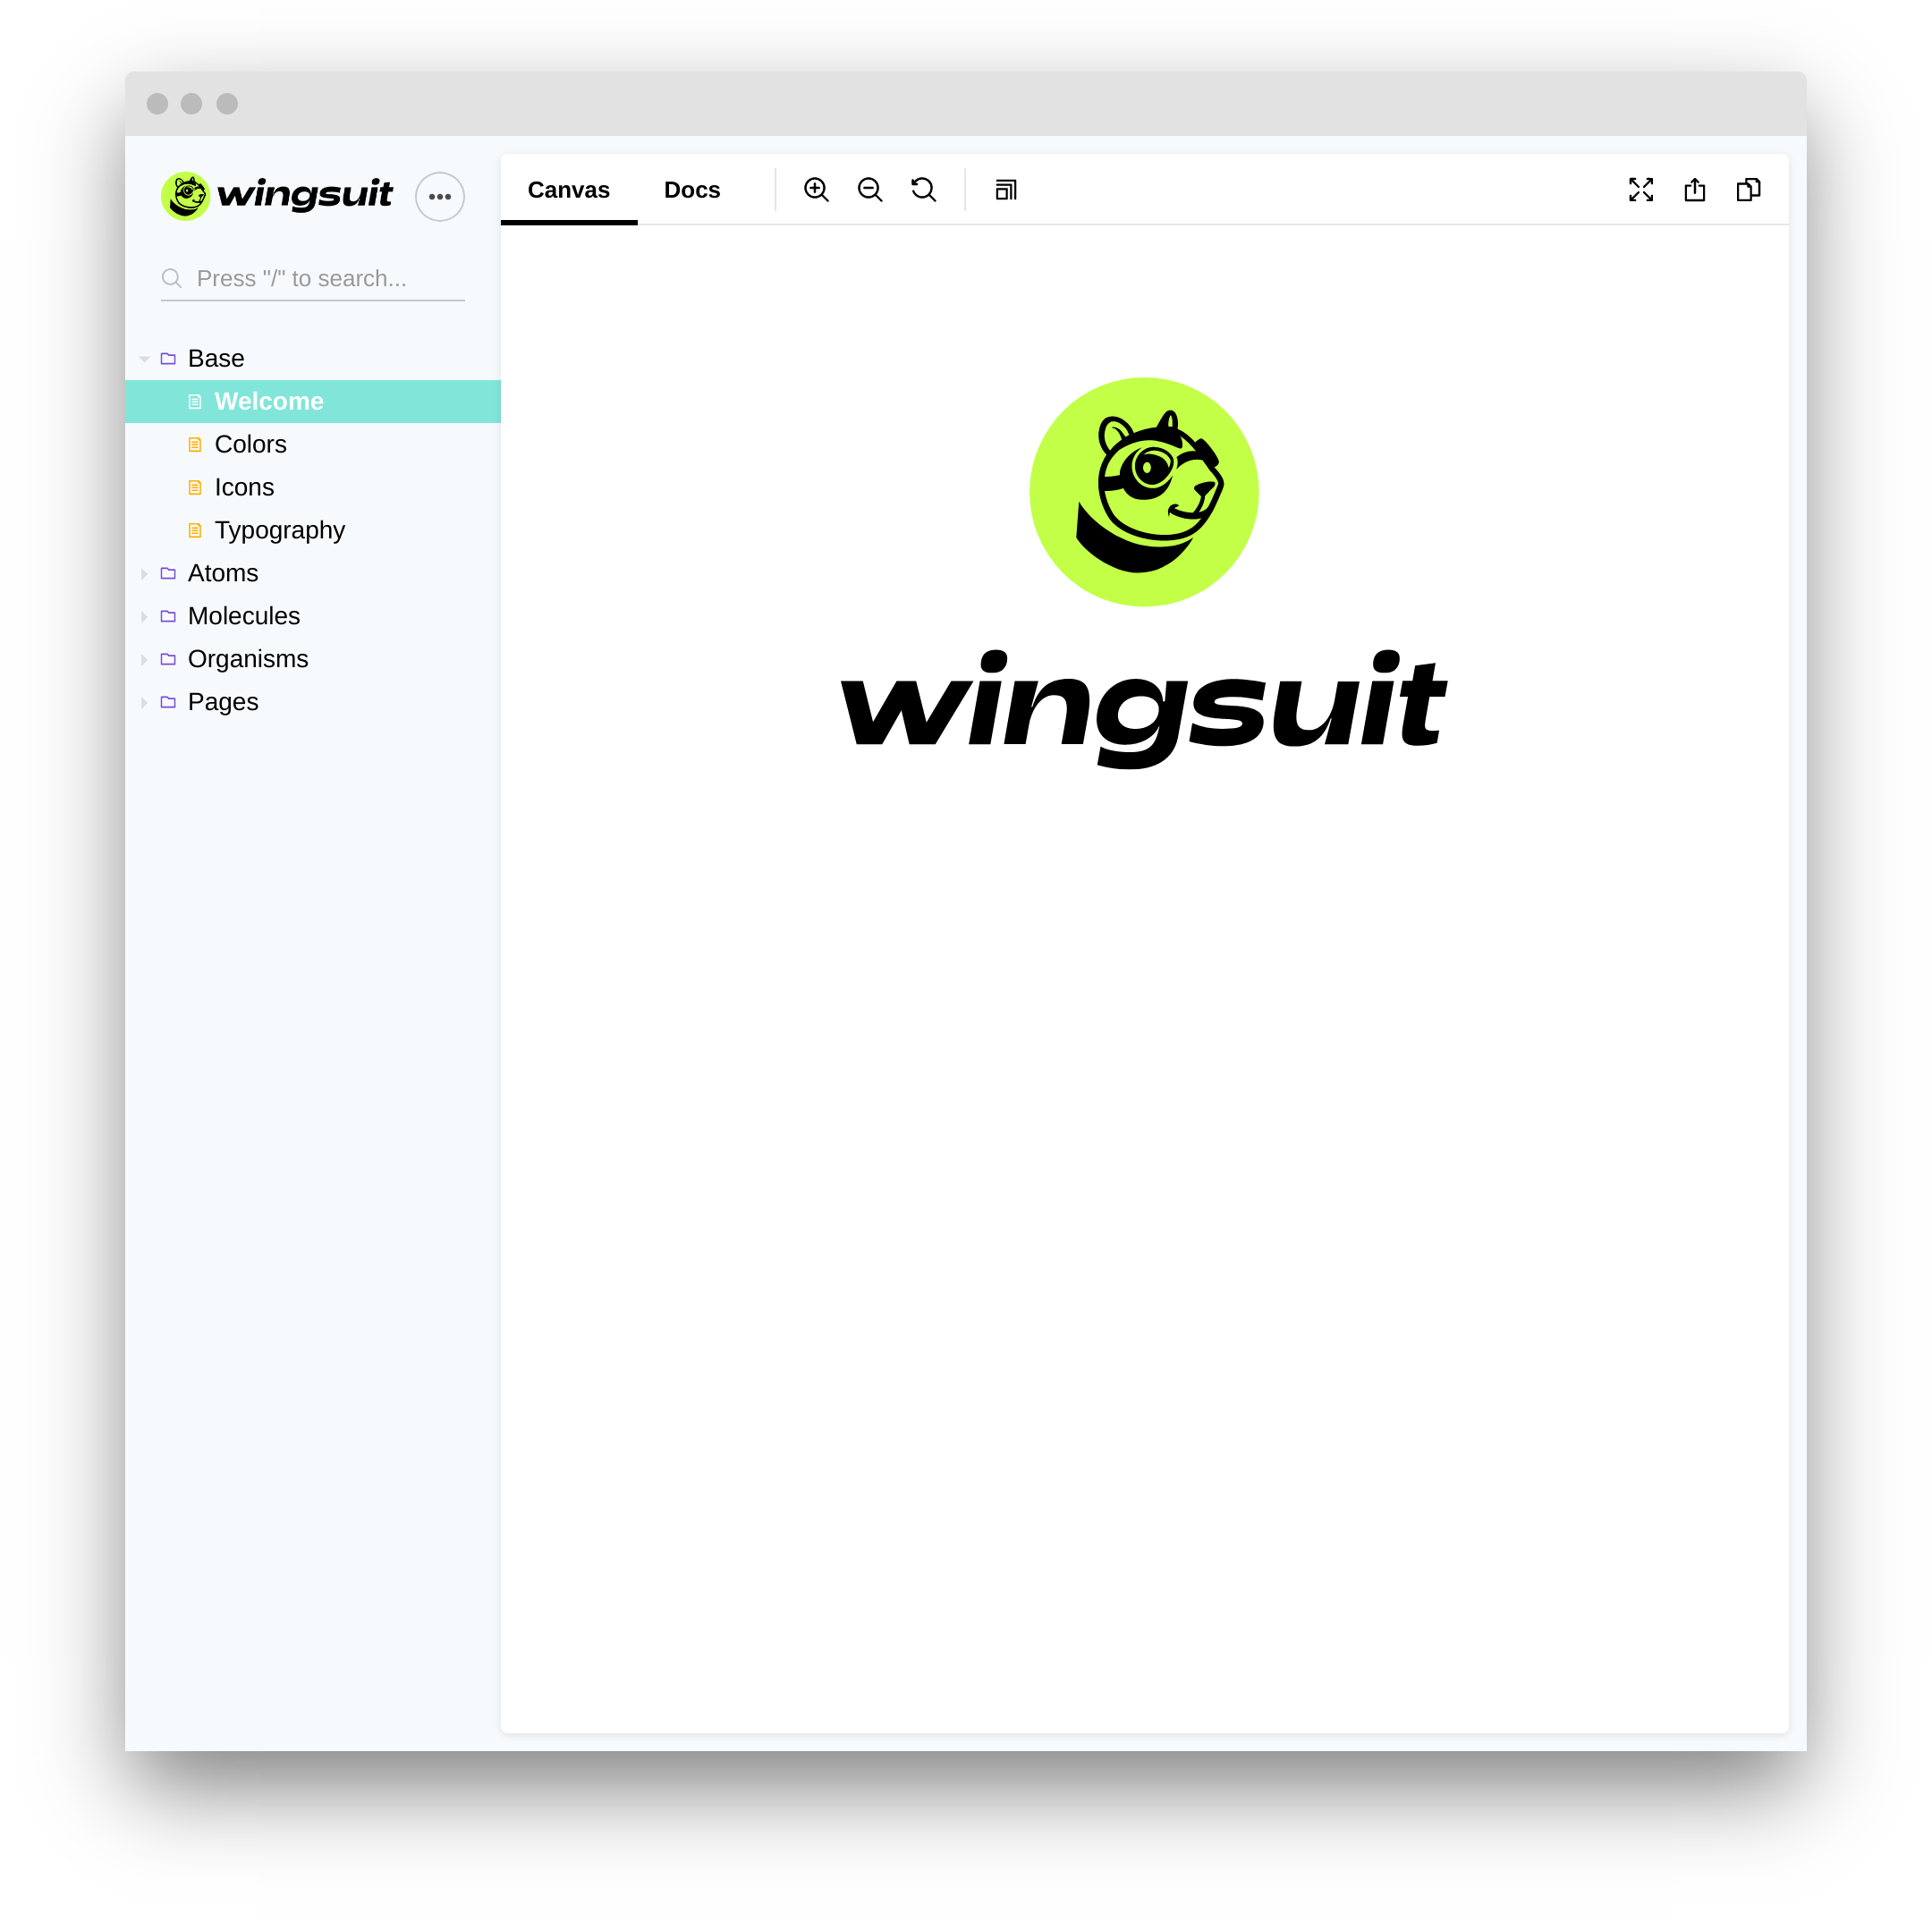 wingsuit
Canvas Docs
Press "/" to search...
Base
Welcome
Colors
Icons
Typography
Atoms
Molecules
Organisms
Pages
wingsuit